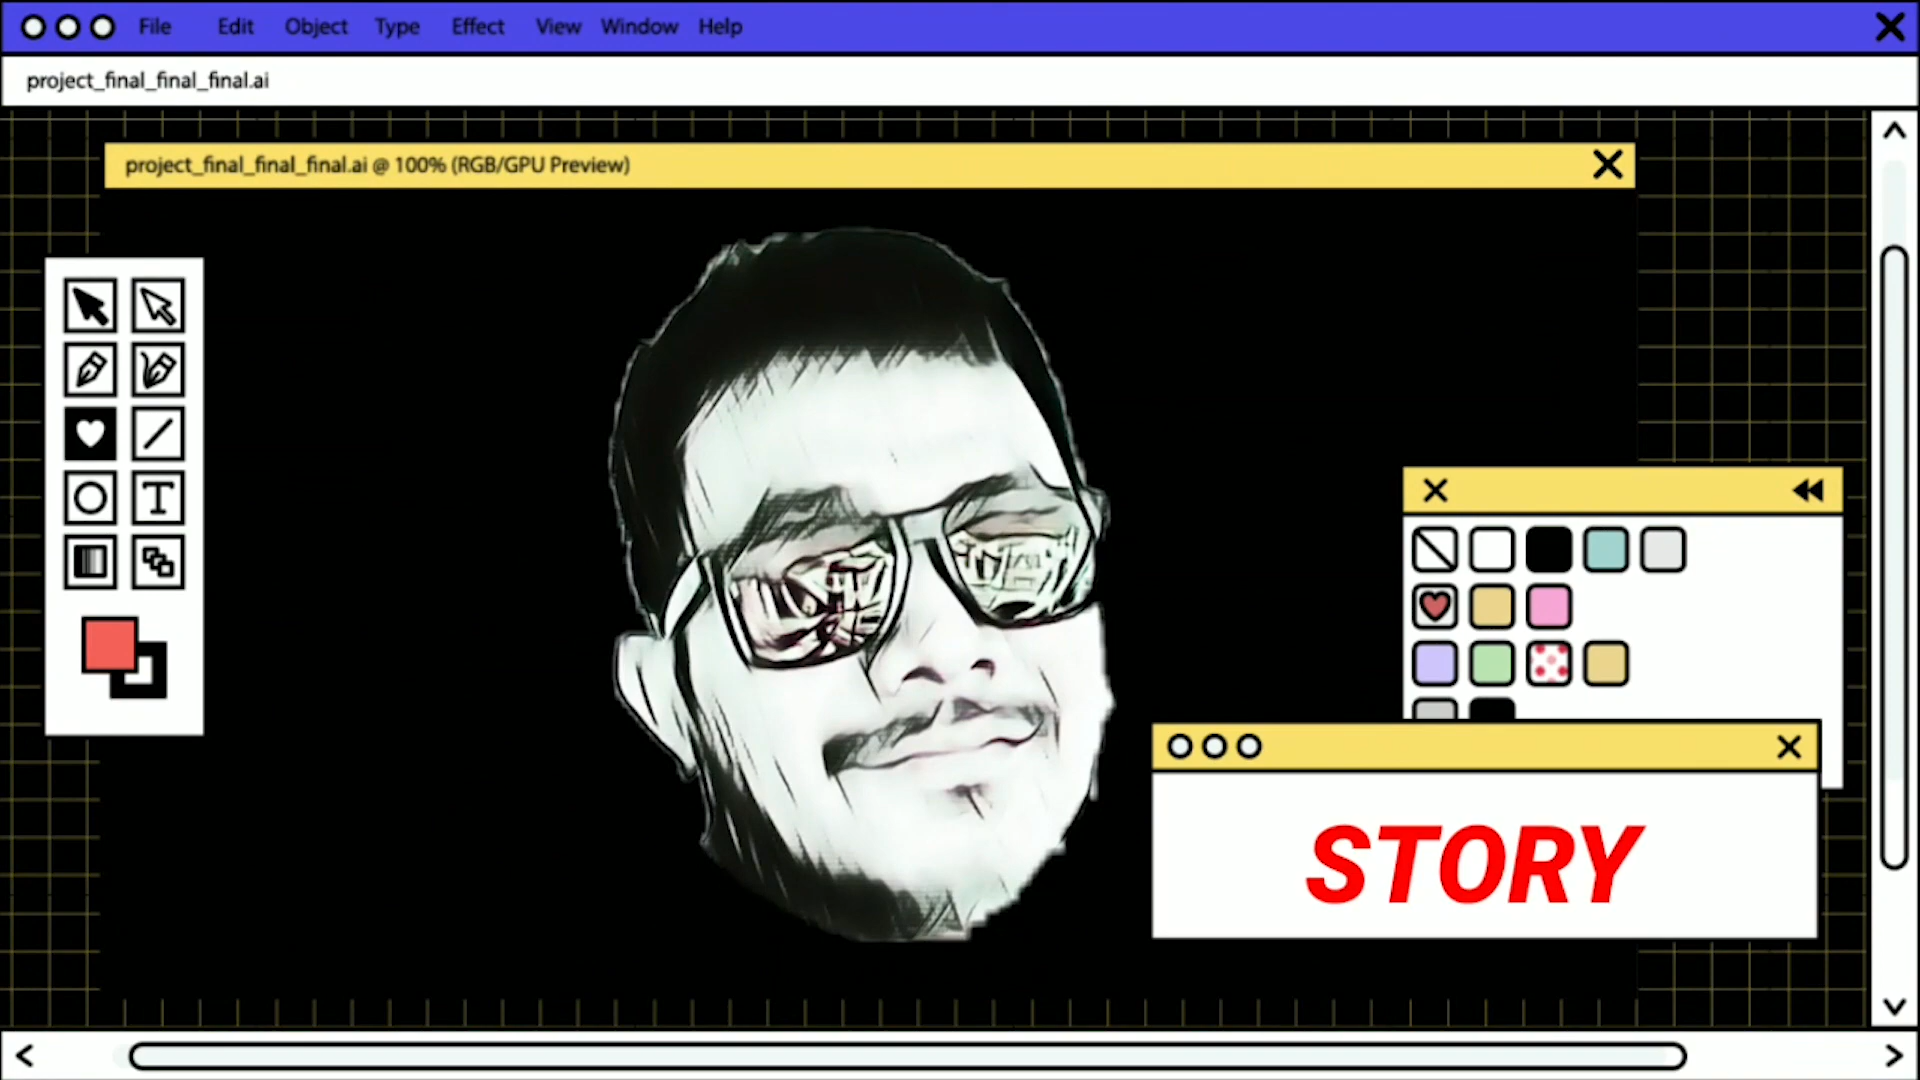 File Edit Object Type Effect View Window Help
project_final_final_final.ai
project_final_final_final.ai @ 100% (RGB/GPU Preview)
T
STORY